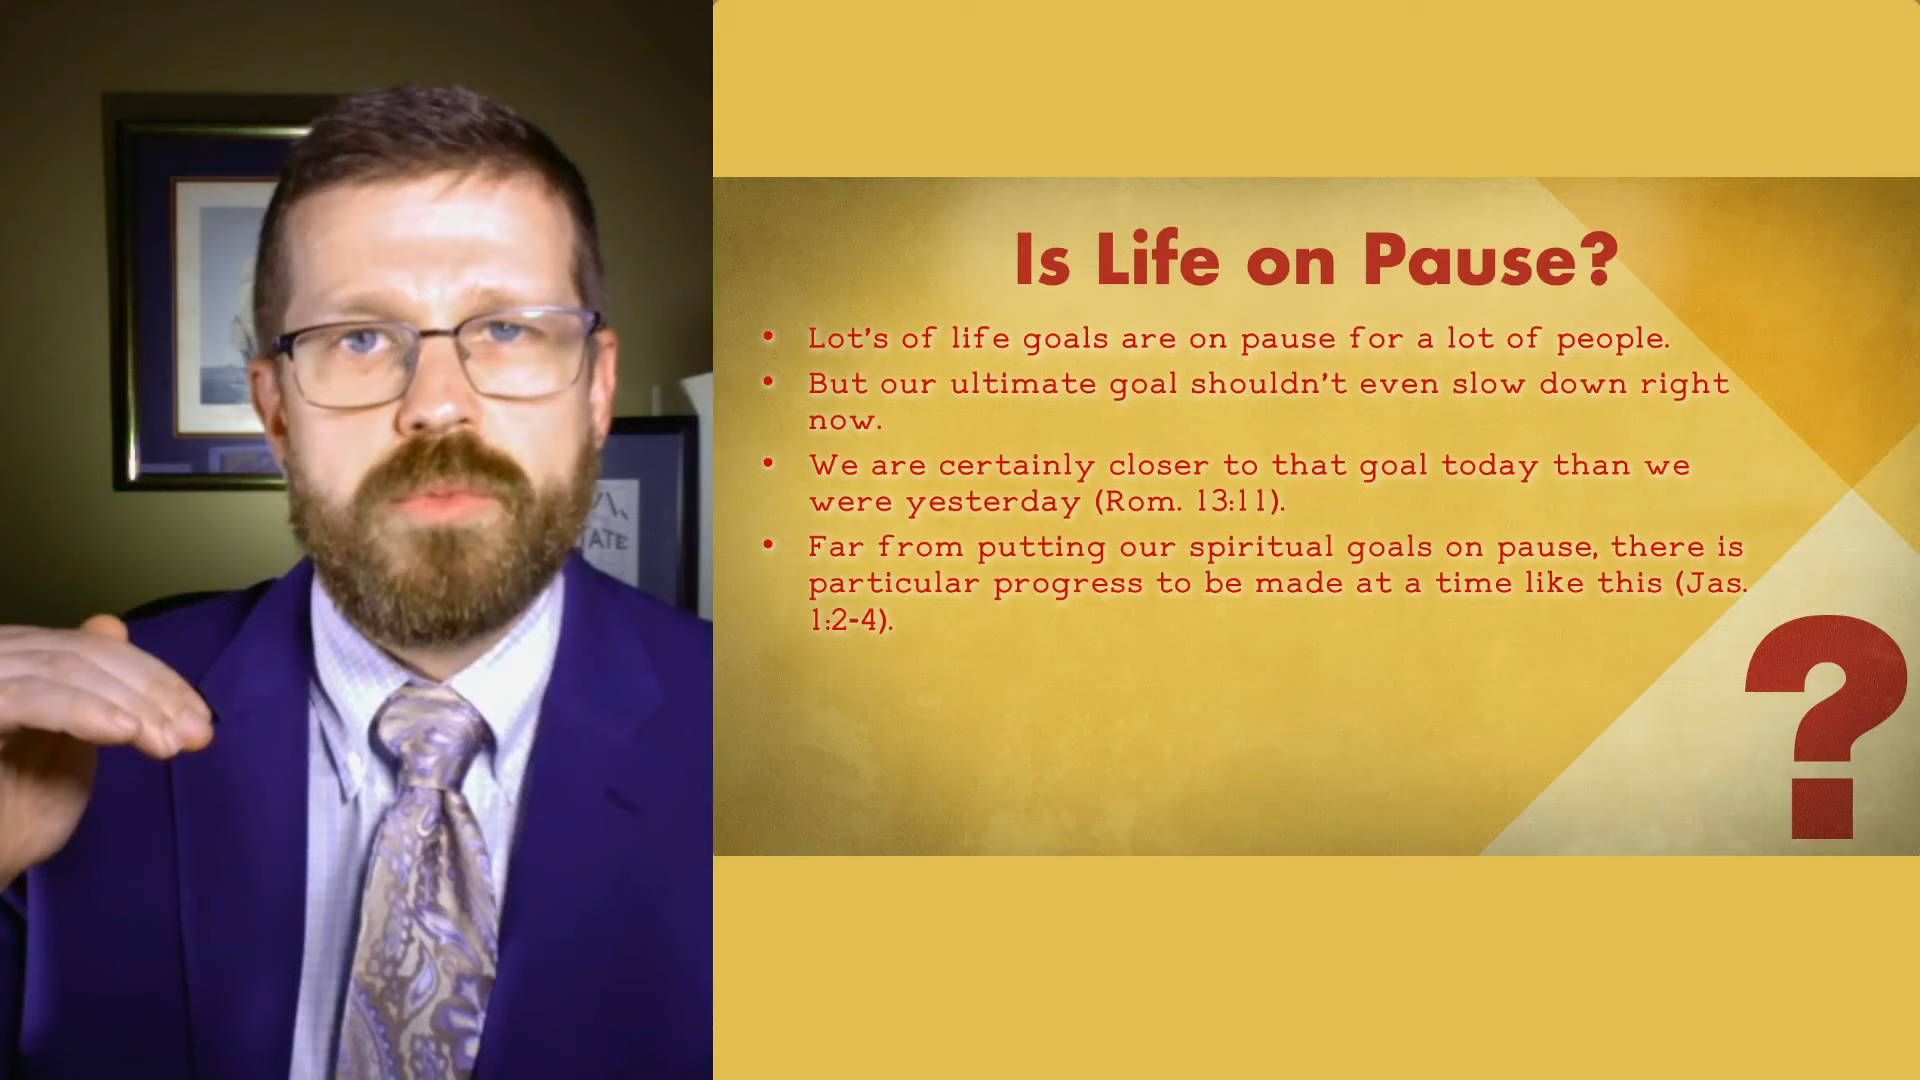 Is Life on Pause?
• Lot's of life goals are on pause for a lot of people.
• But our ultimate goal shouldn't even slow down right
now.
• We are certainly closer to that goal today than we
were yesterday (Rom. 13:11).
• Far from putting our spiritual goals on pause, there is
particular progress to be made at a time like this (Jas.
1:2-4).
?